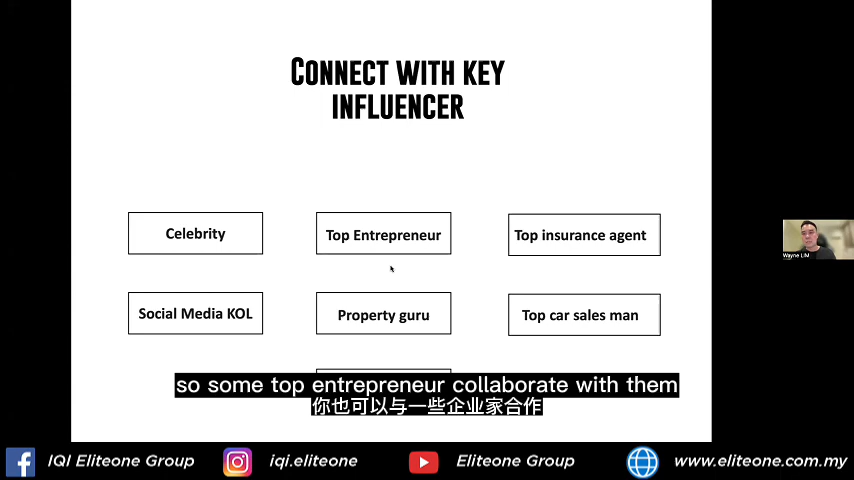 CONNECT WITH KEY
INFLUENCER
Celebrity
Top Entrepreneur
Top insurance agent
Social Media KOL
Property guru
Top car sales man
Wayne LIM
so some top entrepreneur collaborate with them
你也可以与一些企业家合作
IQI Eliteone Group
iqi.eliteone
Eliteone Group
www.eliteone.com.my